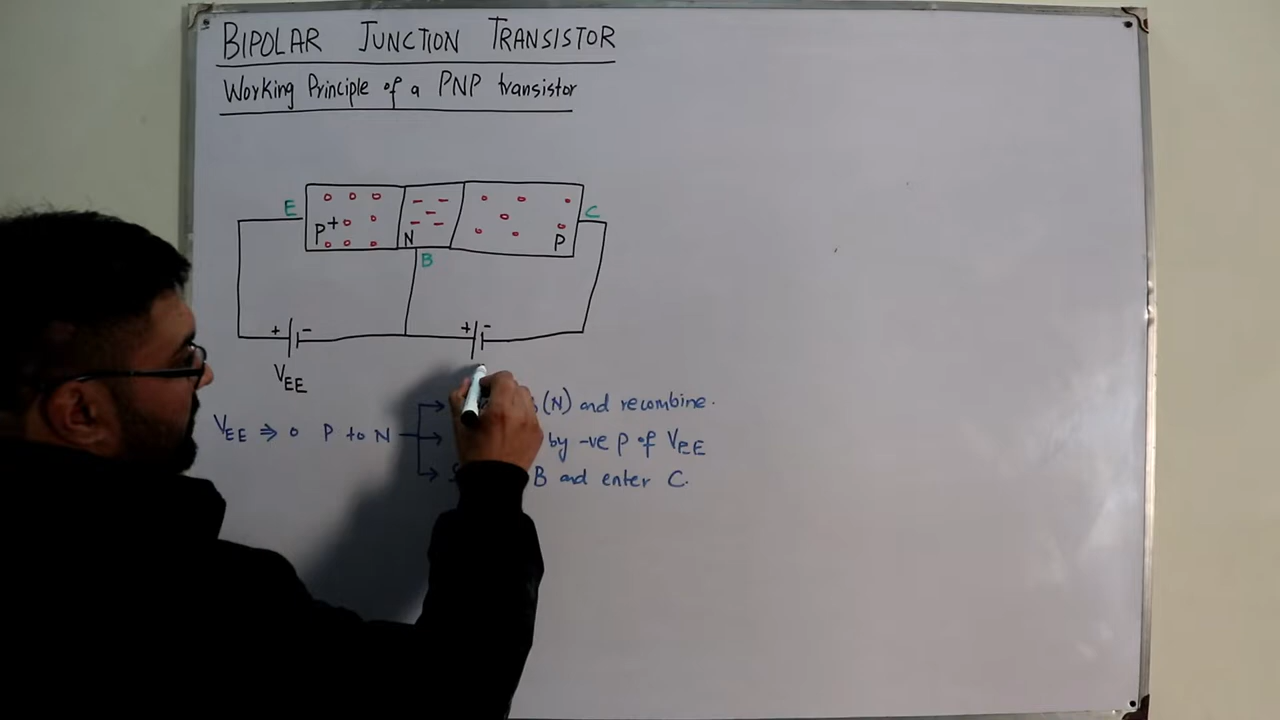 BIPOLAR JUNCTION TRANSISTOR
Working Principle of a PNP transistor
E
P+
N
P
C
B
+ -
+ -
VEE
(N) and recombine.
VEE ⇒ o P to N
by -ve p of VEE
B and enter C.